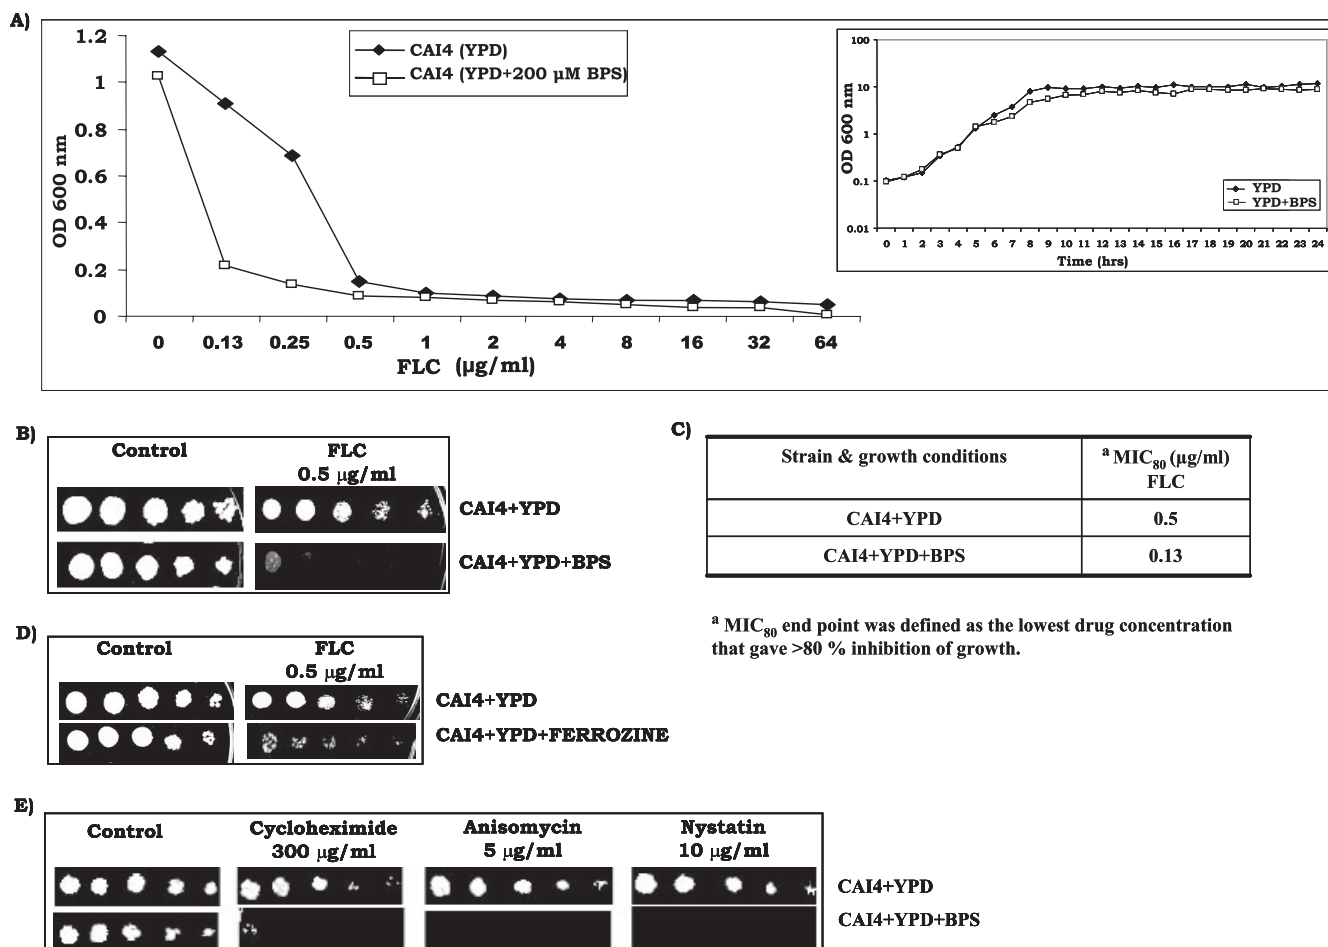 A)
1.2
1
0.8
0.6
0.4
0.2
0
OD 600 nm
CAI4 (YPD)
CAI4 (YPD+200 µM BPS)
0 0.13 0.25 0.5 1 2 4 8 16 32 64
FLC (µg/ml)
100
10
1
0.1
0.01
OD 600 nm
YPD
YPD+BPS
0 1 2 3 4 5 6 7 8 9 10 11 12 13 14 15 16 17 18 19 20 21 22 23 24
Time (hrs)
B)
Control FLC
0.5 µg/ml
CAI4+YPD
CAI4+YPD+BPS
C)
Strain & growth conditions a MIC80 (µg/ml)
FLC
CAI4+YPD 0.5
CAI4+YPD+BPS 0.13
a MIC80 end point was defined as the lowest drug concentration
that gave >80 % inhibition of growth.
D)
Control FLC
0.5 µg/ml
CAI4+YPD
CAI4+YPD+FERROZINE
E)
Control Cycloheximide Anisomycin Nystatin
300 µg/ml 5 µg/ml 10 µg/ml
CAI4+YPD
CAI4+YPD+BPS